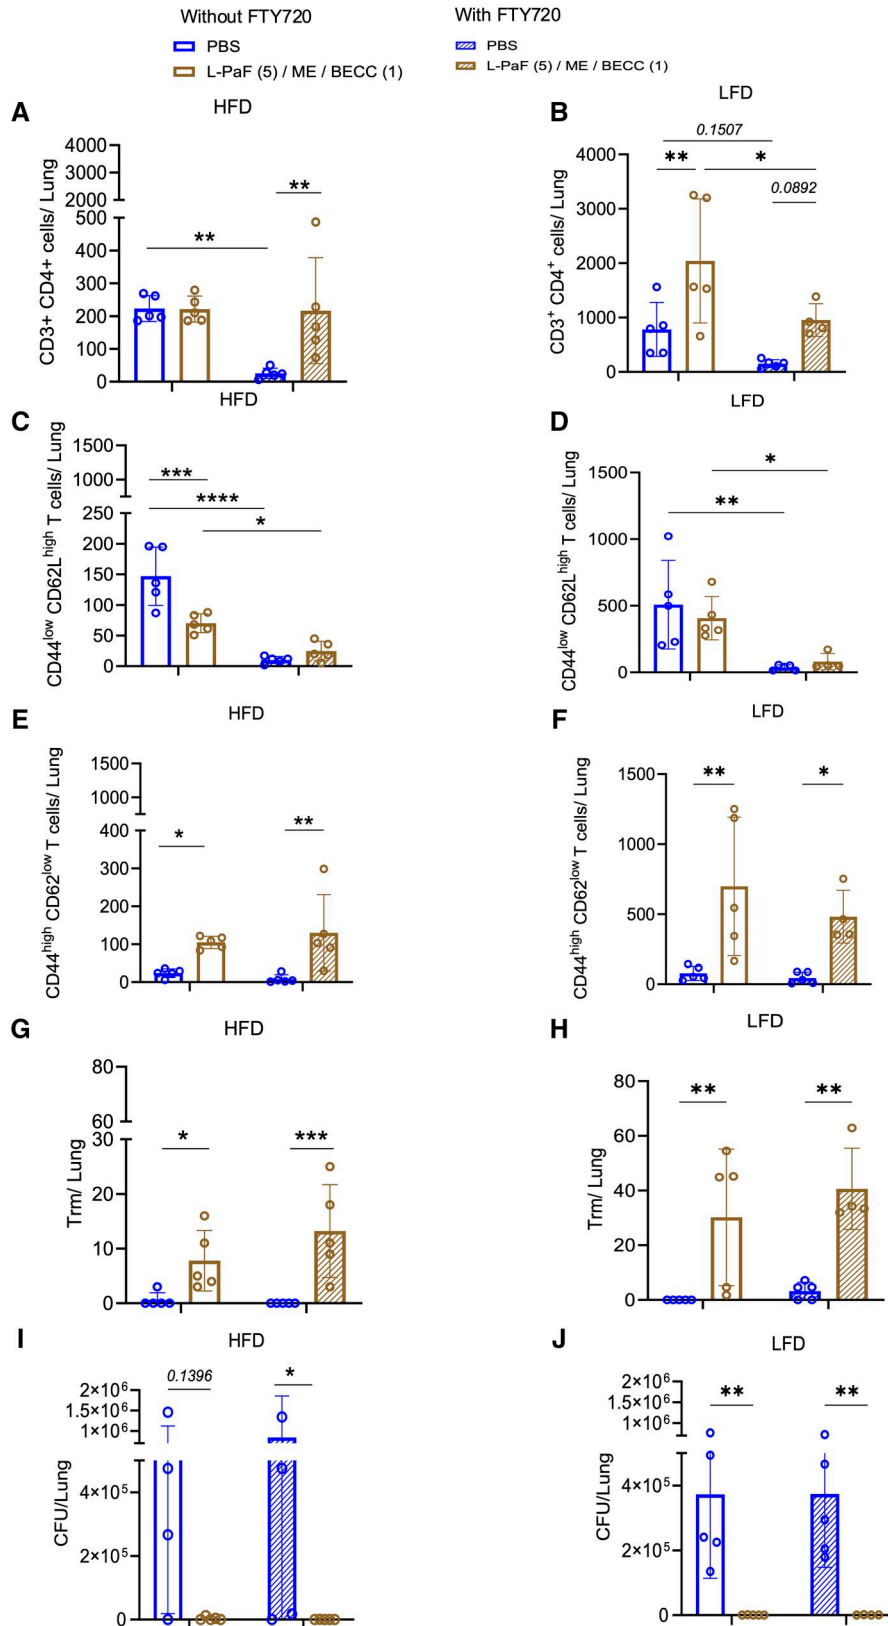 Without FTY720
With FTY720
PBS
L-PaF (5) / ME / BECC (1)
PBS
L-PaF (5) / ME / BECC (1)
A
HFD
CD3+ CD4+ cells/ Lung
4000
3000
2000
500
400
300
200
100
0
**
**
B
LFD
CD3⁺ CD4⁺ cells/ Lung
4000
3000
2000
1000
0
0.1507
**
*
0.0892
C
HFD
CD44ˡᵒʷ CD62Lʰⁱᵍʰ T cells/ Lung
1500
1000
250
200
150
100
50
0
***
****
*
D
LFD
CD44ˡᵒʷ CD62Lʰⁱᵍʰ T cells/ Lung
1500
1000
500
0
*
**
E
HFD
CD44ʰⁱᵍʰ CD62ˡᵒʷ T cells/ Lung
1500
1000
400
300
200
100
0
*
**
F
LFD
CD44ʰⁱᵍʰ CD62ˡᵒʷ T cells/ Lung
1500
1000
500
0
**
*
G
HFD
Trm/ Lung
80
60
30
20
10
0
*
***
H
LFD
Trm/ Lung
80
60
40
20
0
**
**
I
HFD
CFU/Lung
2×10⁶
1.5×10⁶
1×10⁶
4×10⁵
2×10⁵
0
0.1396
*
J
LFD
CFU/Lung
2×10⁶
1.5×10⁶
1×10⁶
4×10⁵
2×10⁵
0
**
**